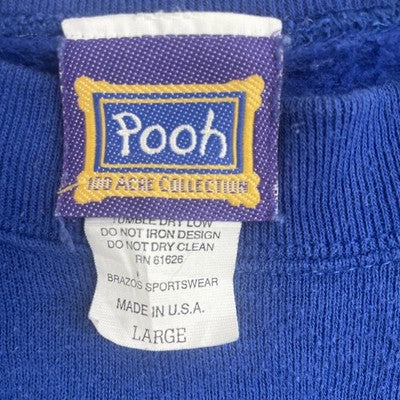 Pooh
100 ACRE COLLECTION
TUMBLE DRY LOW
DO NOT IRON DESIGN
DO NOT DRY CLEAN
RN 61626
BRAZOS SPORTSWEAR
MADE IN U.S.A.
LARGE